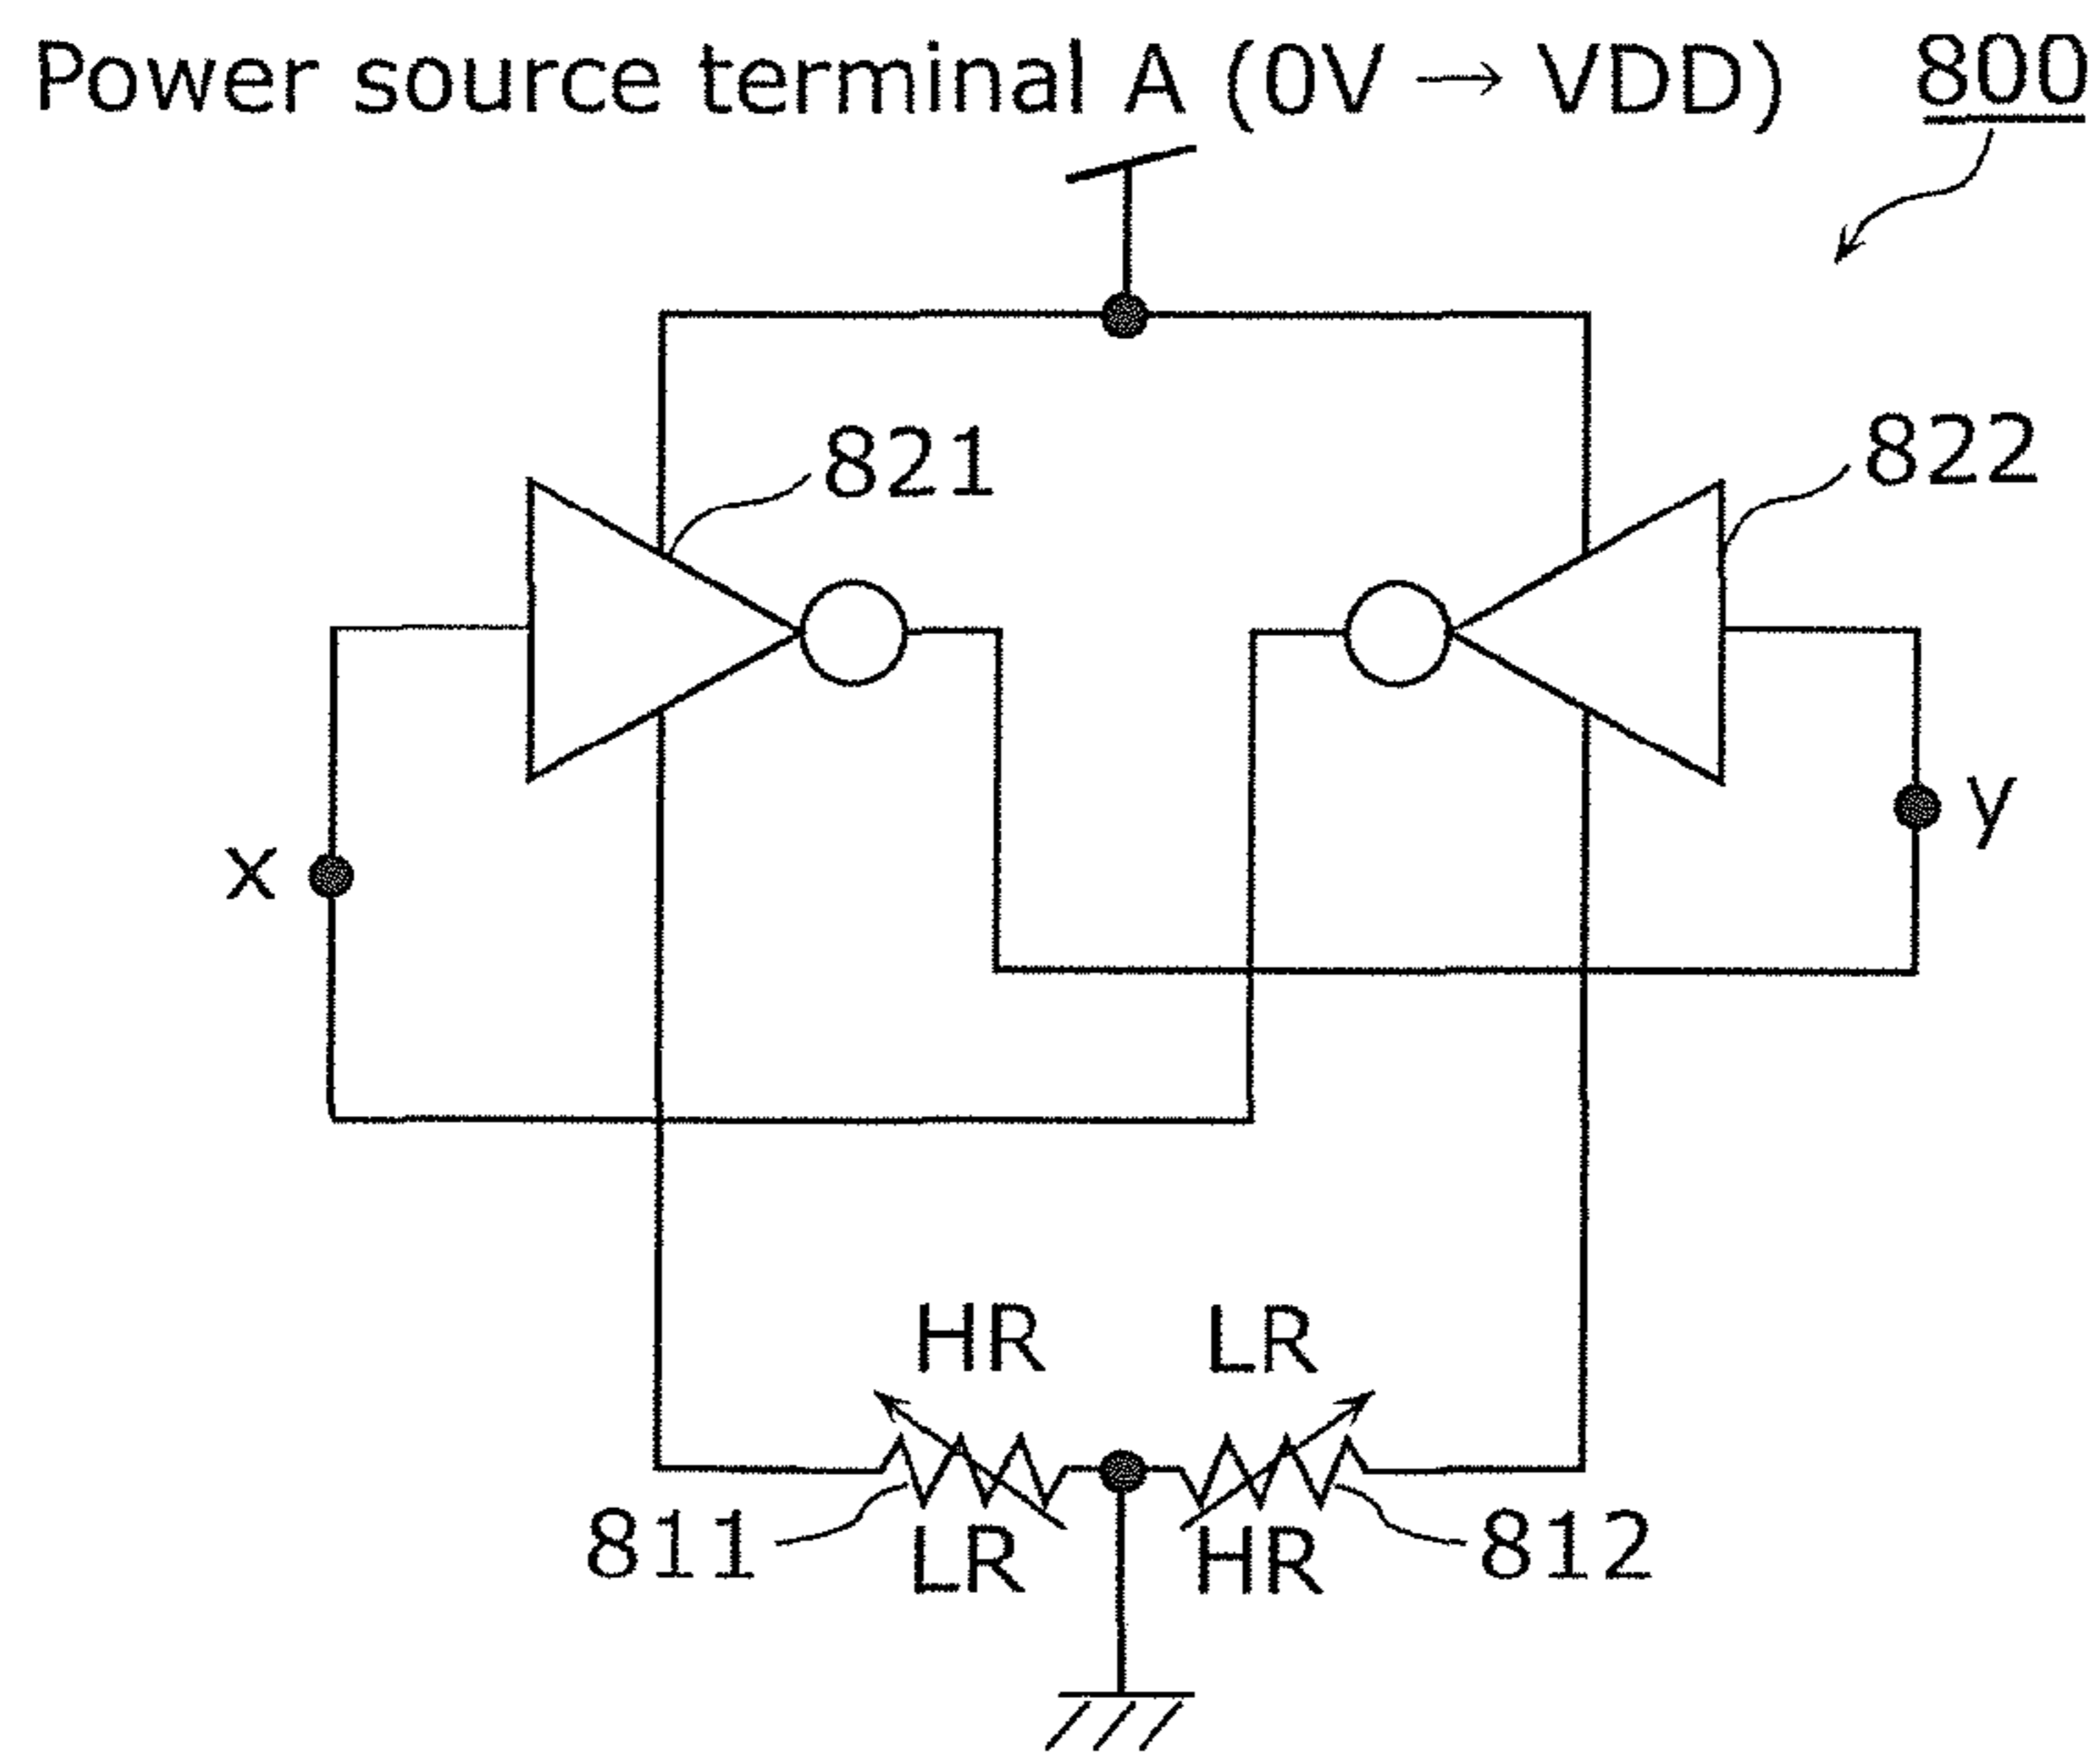 Power source terminal A (0V → VDD) 800
821
822
x
y
HR LR
811 LR HR 812